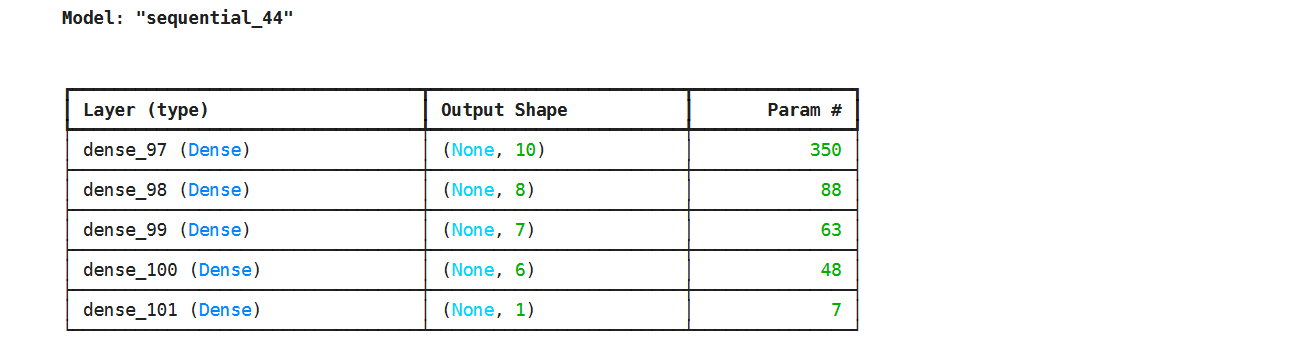 Model: "sequential_44"
Layer (type) Output Shape Param #
dense_97 (Dense) (None, 10) 350
dense_98 (Dense) (None, 8) 88
dense_99 (Dense) (None, 7) 63
dense_100 (Dense) (None, 6) 48
dense_101 (Dense) (None, 1) 7